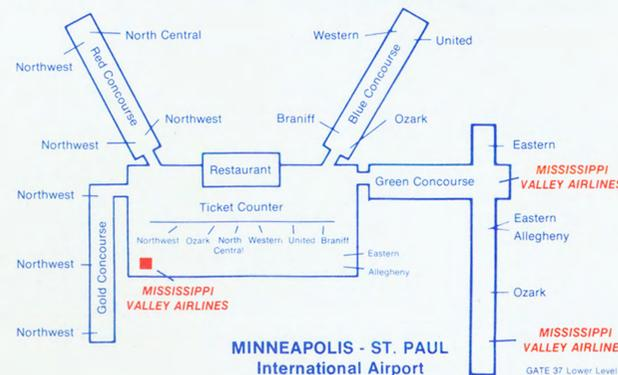 North Central
Northwest
Red Concourse
Northwest
Northwest
Western
United
Blue Concourse
Braniff
Ozark
Restaurant
Eastern
Green Concourse
MISSISSIPPI
VALLEY AIRLINES
Northwest
Gold Concourse
Northwest
Northwest
Ticket Counter
Northwest
Ozark
North
Central
Western
United
Braniff
Eastern
Allegheny
MISSISSIPPI
VALLEY AIRLINES
Eastern
Allegheny
Ozark
MISSISSIPPI
VALLEY AIRLINE
GATE 37 Lower Level
MINNEAPOLIS - ST. PAUL
International Airport